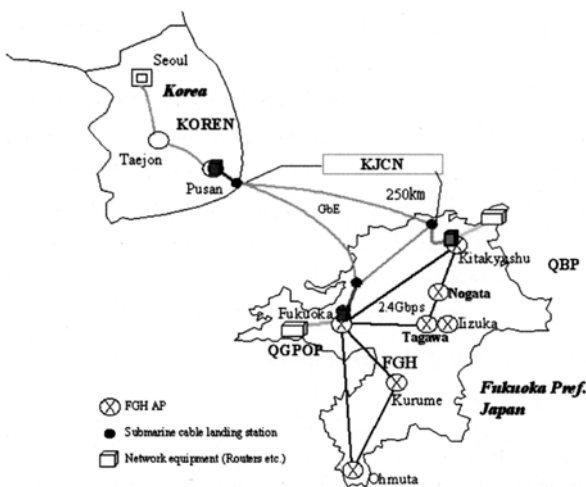 Seoul
Korea
KOREN
Taejon
Pusan
KJCN
250km
GbE
Kitakyushu
QBP
Nogata
2.4Gbps
Fukuoka
Tagawa
Iizuka
QGPOP
FGH
Kurume
Fukuoka Pref.
Japan
FGH AP
Submarine cable landing station
Network equipment (Routers etc.)
Ohmuta